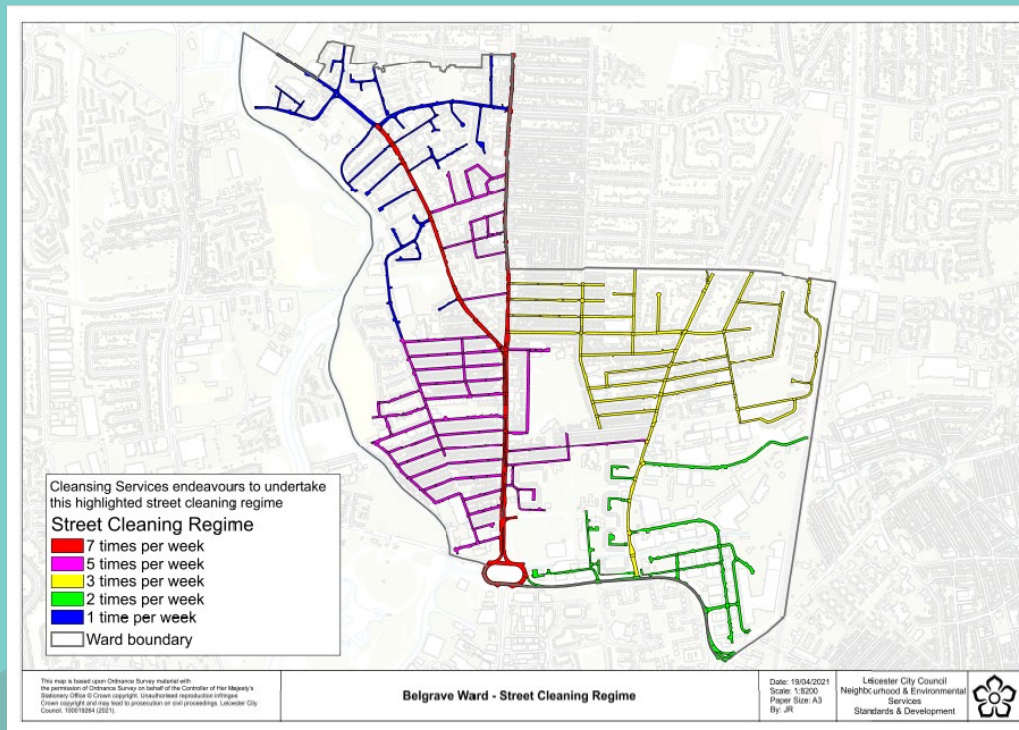 Cleansing Services endeavours to undertake
this highlighted street cleaning regime
Street Cleaning Regime
7 times per week
5 times per week
3 times per week
2 times per week
1 time per week
Ward boundary
This map is based upon Ordnance Survey material with
the permission of Ordnance Survey on behalf of the Controller of Her Majesty's
Stationery Office © Crown copyright. Unauthorised reproduction infringes
Crown copyright and may lead to prosecution or civil proceedings. Leicester City
Council. 100019264 (2021).
Belgrave Ward - Street Cleaning Regime
Date: 19/04/2021
Scale: 1:8200
Paper Size: A3
By: JR
Leicester City Council
Neighbourhood & Environmental
Services
Standards & Development